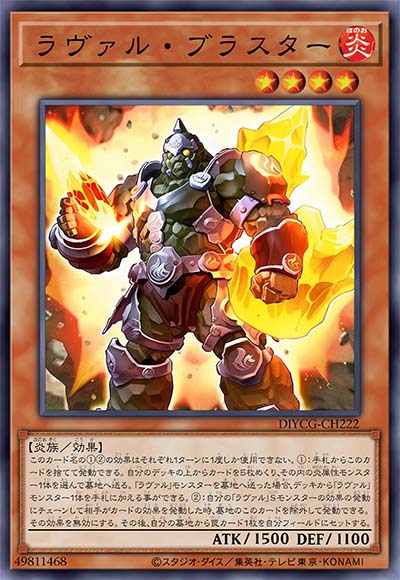 ラヴァル・ブラスター
ほのお
炎
DIYCG-CH222
ほのおぞく こうか
【炎族／効果】
このカード名の①②の効果はそれぞれ1ターンに1度しか使用できない。①：手札からこのカ
ードを捨てて発動できる。自分のデッキの上からカードを5枚めくり、その内の炎属性モンス
ター1体を選んで墓地へ送る。「ラヴァル」モンスターを墓地へ送った場合、デッキから「ラヴァル」
モンスター1体を手札に加える事ができる。②：自分の「ラヴァル」Sモンスターの効果の発動
にチェーンして相手がカードの効果を発動した時、墓地のこのカードを除外して発動できる。
その効果を無効にする。その後、自分の墓地から罠カード1枚を自分フィールドにセットする。
ATK / 1500 DEF / 1100
49811468
©スタジオ・ダイス／集英社・テレビ東京・KONAMI